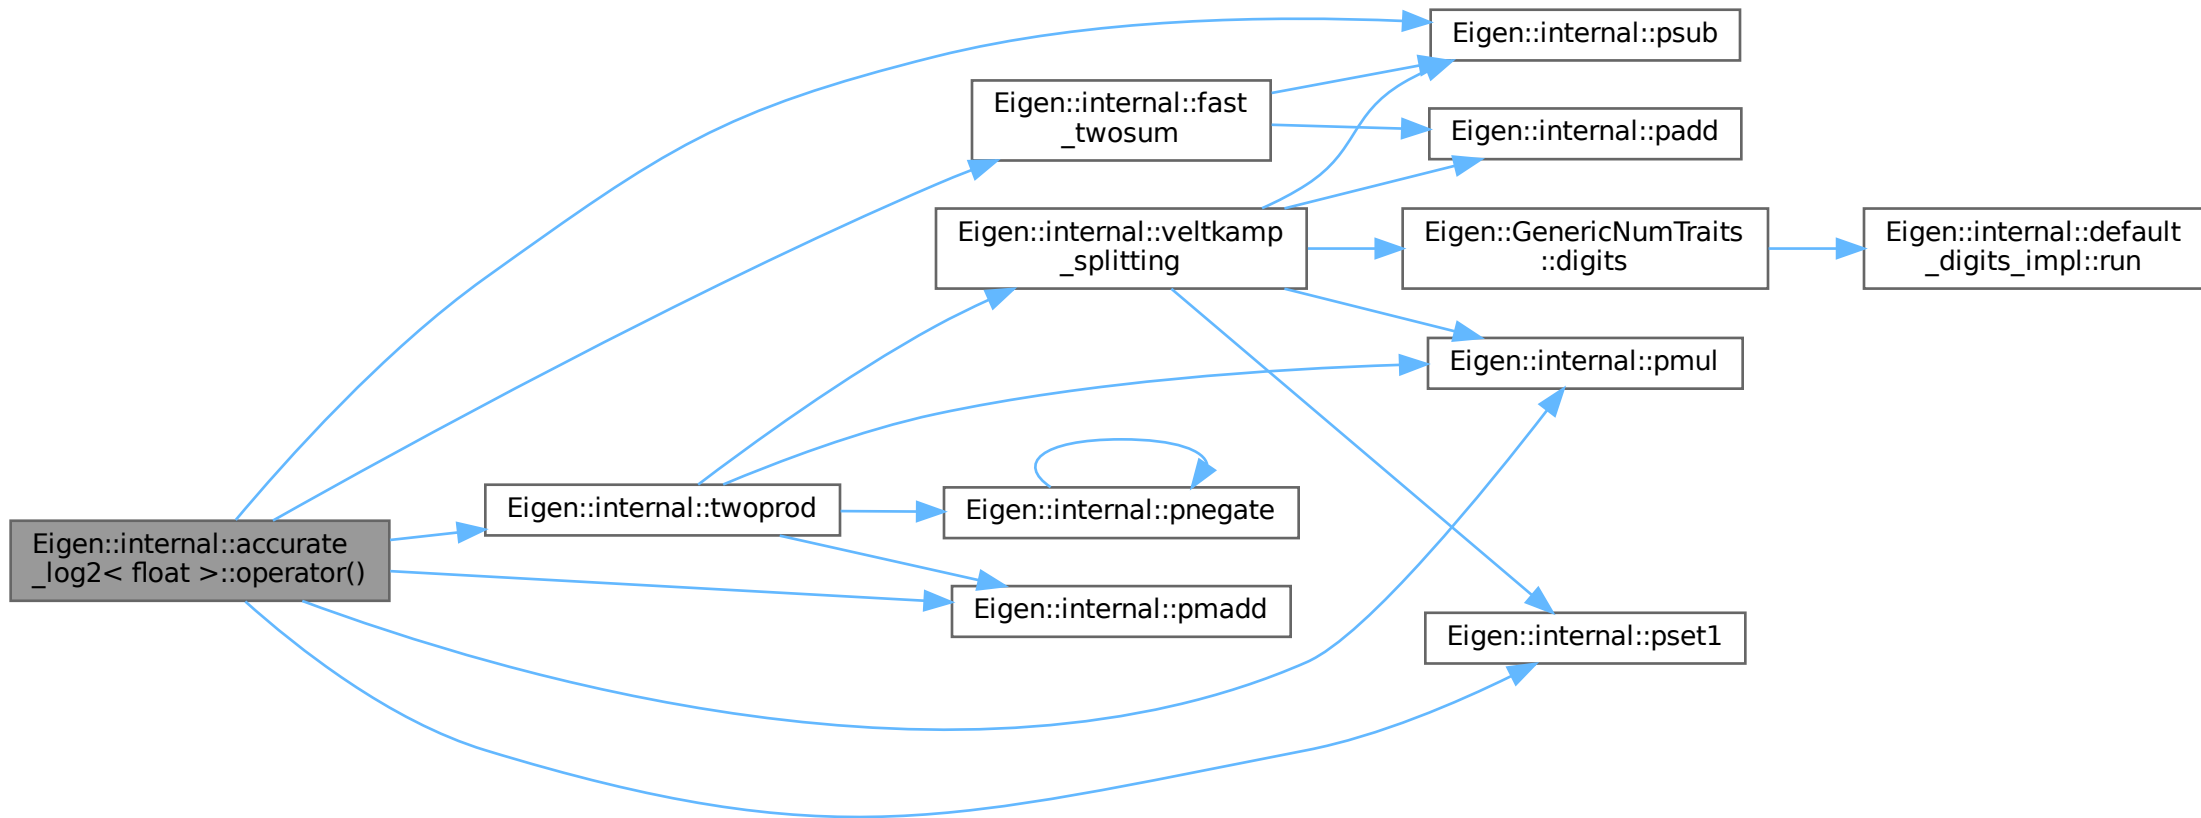 Eigen::internal::psub
Eigen::internal::fast
_twosum
Eigen::internal::padd
Eigen::internal::veltkamp
_splitting
Eigen::GenericNumTraits
::digits
Eigen::internal::default
_digits_impl::run
Eigen::internal::pmul
Eigen::internal::twoprod
Eigen::internal::pnegate
Eigen::internal::accurate
_log2< float >::operator()
Eigen::internal::pmadd
Eigen::internal::pset1